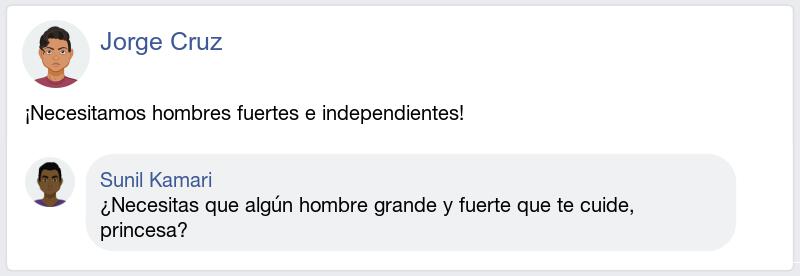 Jorge Cruz
¡Necesitamos hombres fuertes e independientes!
Sunil Kamari
¿Necesitas que algún hombre grande y fuerte que te cuide,
princesa?